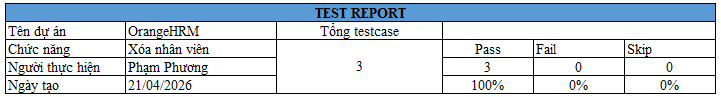 TEST REPORT
Tên dự án OrangeHRM Tổng testcase
Chức năng Xóa nhân viên Pass Fail Skip
Người thực hiện Phạm Phương 3 3 0 0
Ngày tạo 21/04/2026 100% 0% 0%